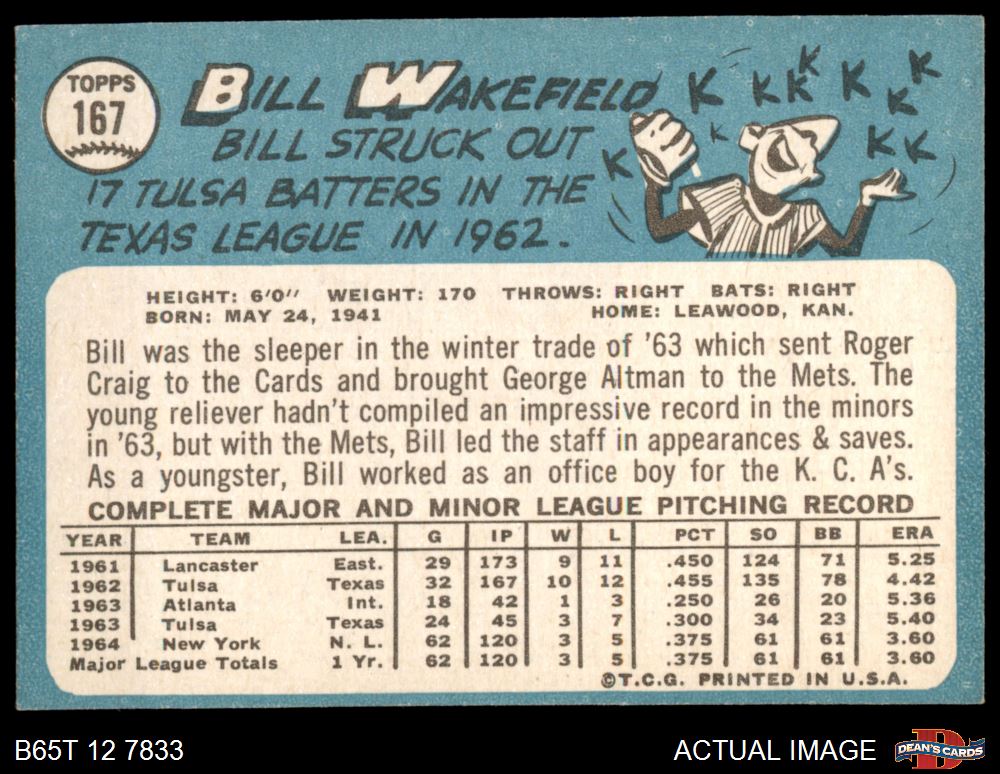 TOPPS
167
BILL WAKEFIELD
BILL STRUCK OUT
17 TULSA BATTERS IN THE
TEXAS LEAGUE IN 1962.
K K K K K K K K K K K
HEIGHT: 6'0" WEIGHT: 170 THROWS: RIGHT BATS: RIGHT
BORN: MAY 24, 1941 HOME: LEAWOOD, KAN.
Bill was the sleeper in the winter trade of '63 which sent Roger
Craig to the Cards and brought George Altman to the Mets. The
young reliever hadn't compiled an impressive record in the minors
in '63, but with the Mets, Bill led the staff in appearances & saves.
As a youngster, Bill worked as an office boy for the K. C. A's.
COMPLETE MAJOR AND MINOR LEAGUE PITCHING RECORD
YEAR TEAM LEA. G IP W L PCT SO BB ERA
1961 Lancaster East. 29 173 9 11 .450 124 71 5.25
1962 Tulsa Texas 32 167 10 12 .455 135 78 4.42
1963 Atlanta Int. 18 42 1 3 .250 26 20 5.36
1963 Tulsa Texas 24 45 3 7 .300 34 23 5.40
1964 New York N. L. 62 120 3 5 .375 61 61 3.60
Major League Totals 1 Yr. 62 120 3 5 .375 61 61 3.60
©T.C.G. PRINTED IN U.S.A.
B65T 12 7833 ACTUAL IMAGE
D
DEAN'S CARDS